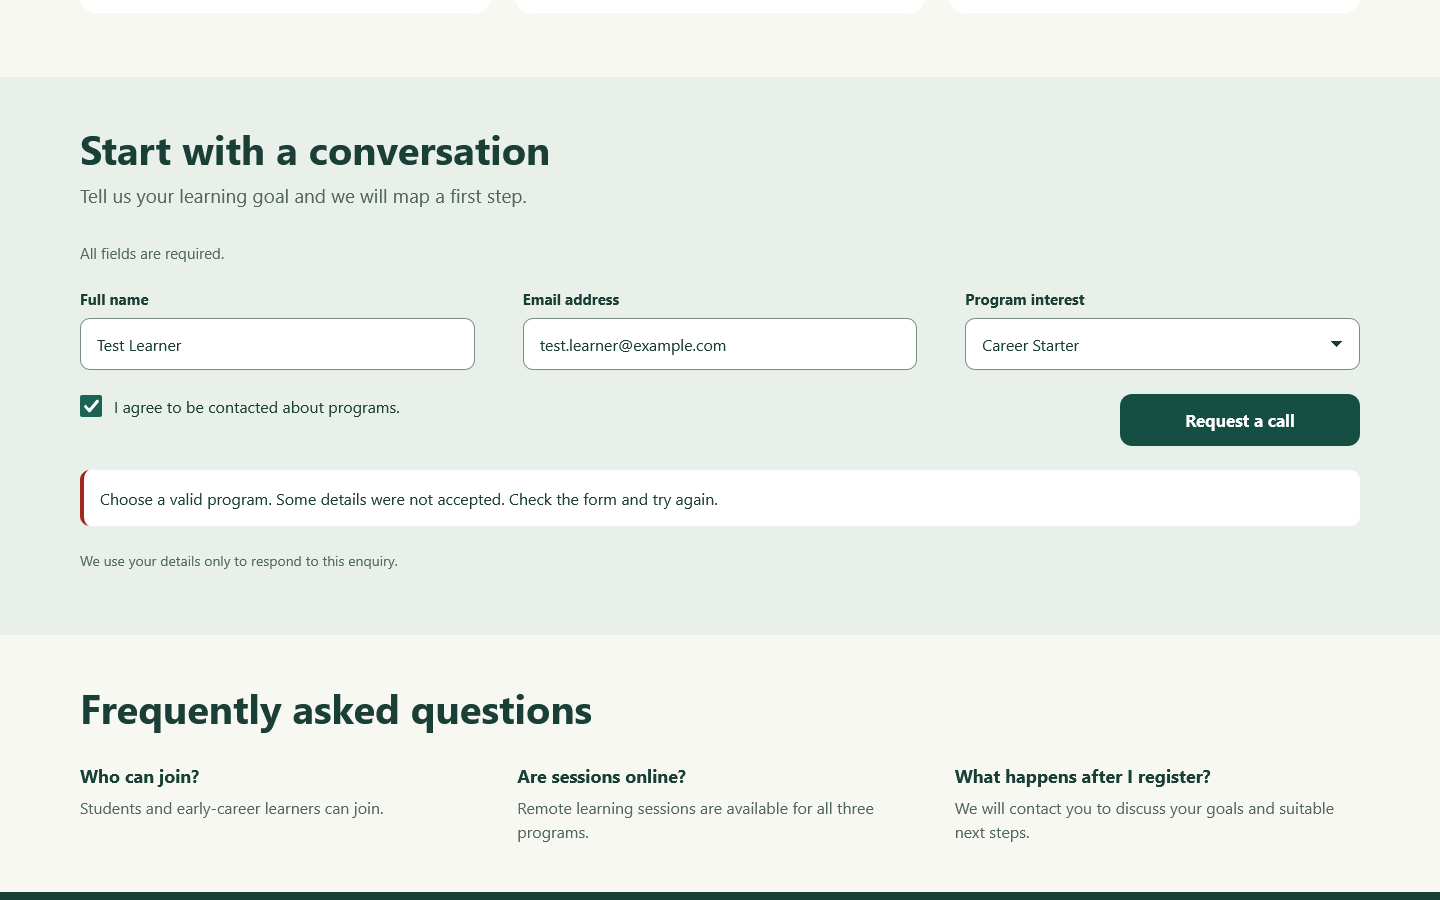 Start with a conversation
Tell us your learning goal and we will map a first step.
All fields are required.
Full name
Email address
Program interest
Test Learner
test.learner@example.com
Career Starter
I agree to be contacted about programs.
Request a call
Choose a valid program. Some details were not accepted. Check the form and try again.
We use your details only to respond to this enquiry.
Frequently asked questions
Who can join?
Students and early-career learners can join.
Are sessions online?
Remote learning sessions are available for all three
programs.
What happens after I register?
We will contact you to discuss your goals and suitable
next steps.